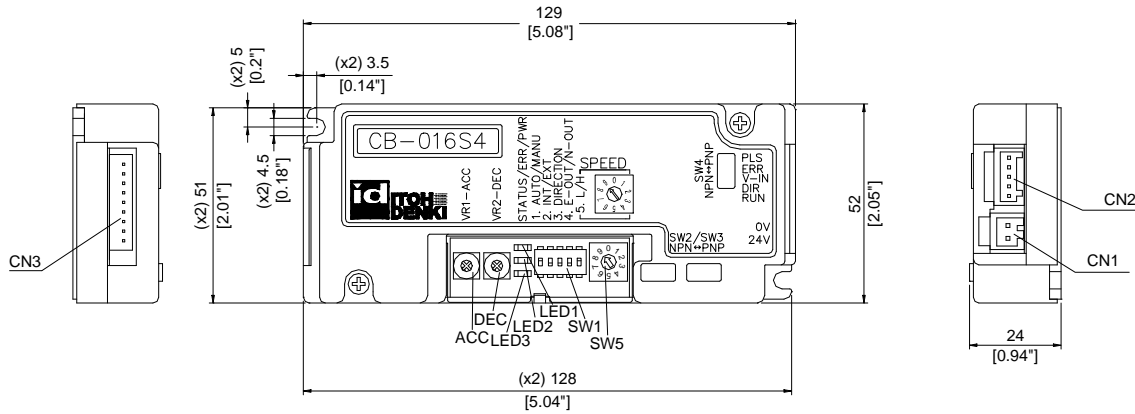 129
[5.08"]
(x2) 5
[0.2"]
(x2) 3.5
[0.14"]
(x2) 4.5
[0.18"]
(x2) 51
[2.01"]
CN3
CB-016S4
ITOH
DENKI
VR1-ACC
VR2-DEC
STATUS/ERR/PWR
1. AUTO/MANU
2. INT/EXT
3. DIRECTION
4. E-OUT/N-OUT
5. L/H
SPEED
SW4
NPN↔PNP
PLS
ERR
V-IN
DIR
RUN
0V
24V
SW2/SW3
NPN↔PNP
ACC
DEC
LED3
LED2
LED1
SW1
SW5
52
[2.05"]
(x2) 128
[5.04"]
CN2
CN1
24
[0.94"]